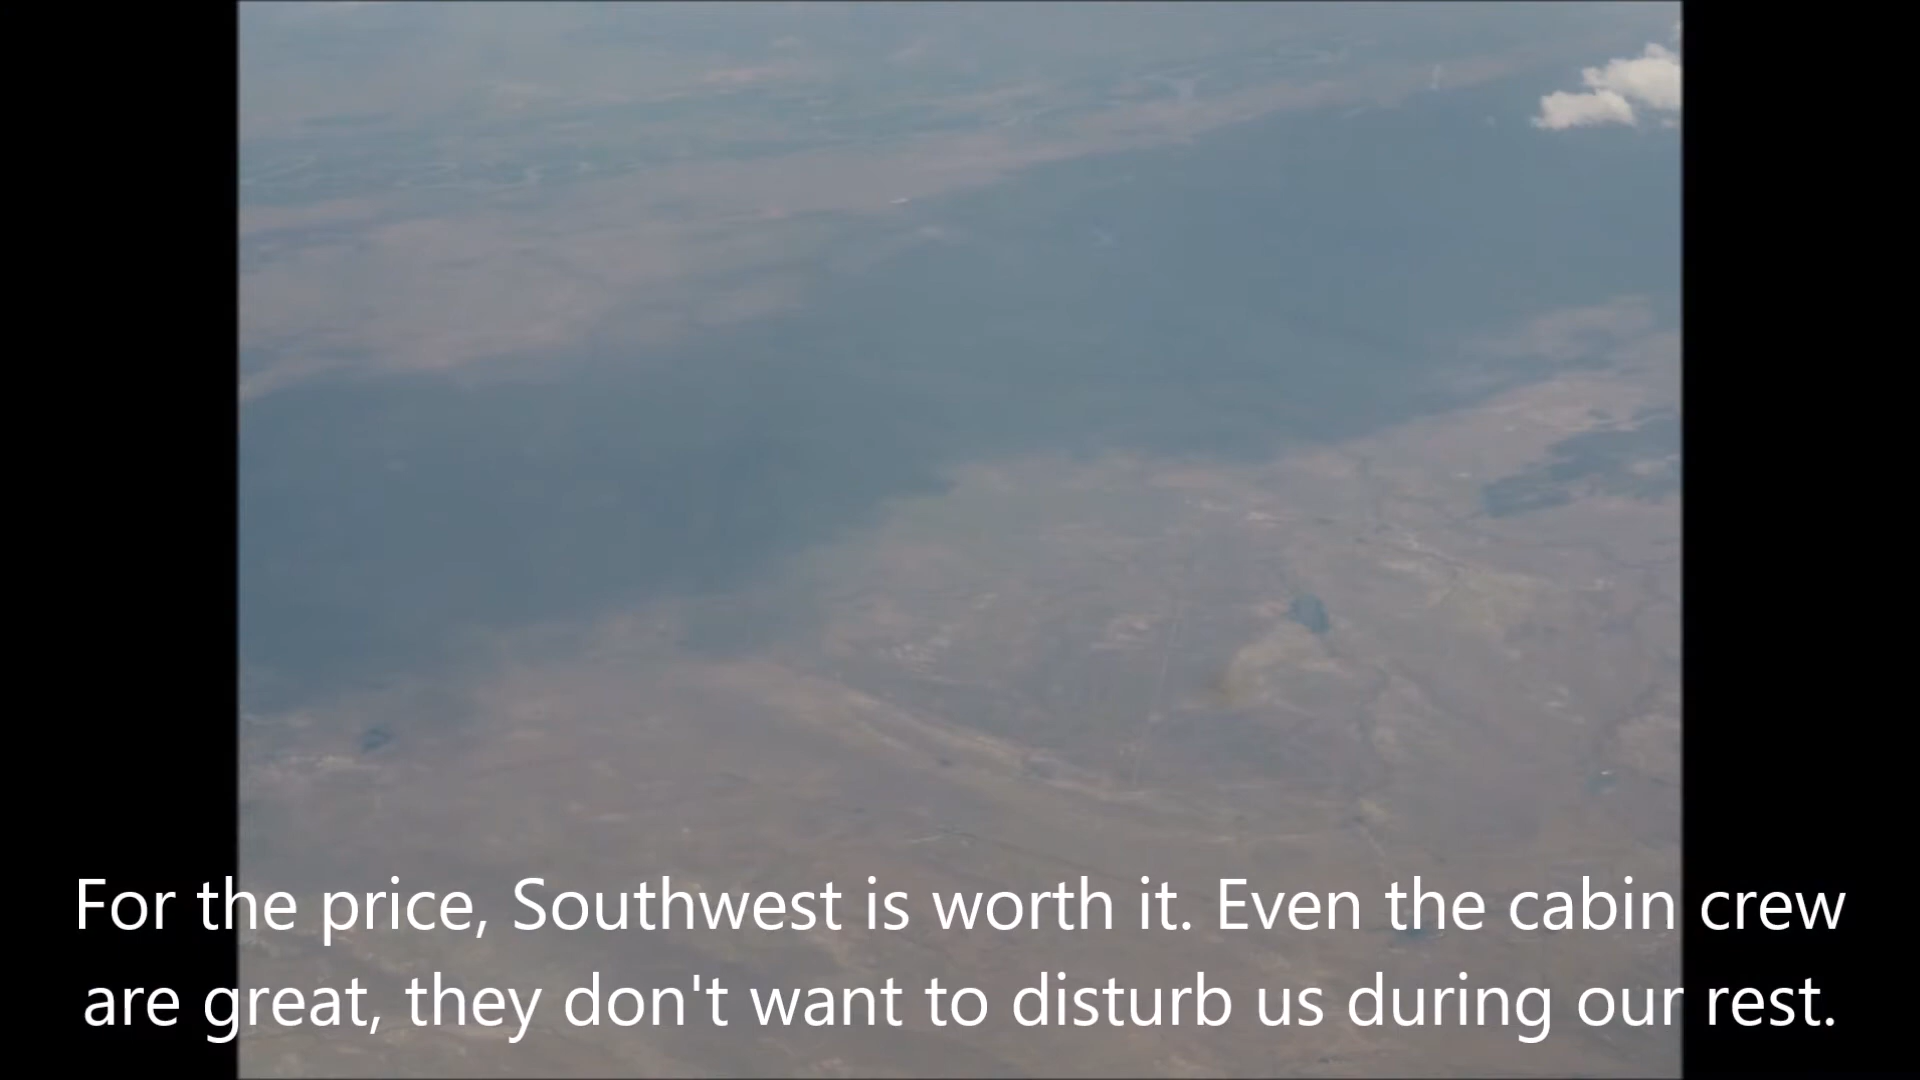 For the price, Southwest is worth it. Even the cabin crew
are great, they don't want to disturb us during our rest.